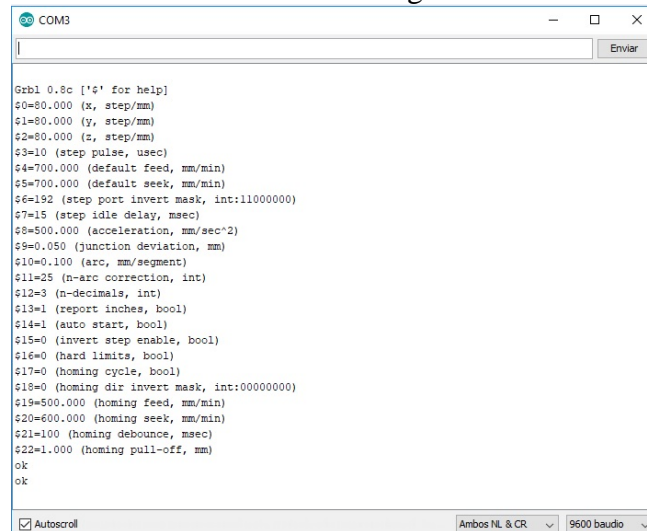 COM3
Enviar
Grbl 0.8c ['$' for help]
$0=80.000 (x, step/mm)
$1=80.000 (y, step/mm)
$2=80.000 (z, step/mm)
$3=10 (step pulse, usec)
$4=700.000 (default feed, mm/min)
$5=700.000 (default seek, mm/min)
$6=192 (step port invert mask, int:11000000)
$7=15 (step idle delay, msec)
$8=500.000 (acceleration, mm/sec^2)
$9=0.050 (junction deviation, mm)
$10=0.100 (arc, mm/segment)
$11=25 (n-arc correction, int)
$12=3 (n-decimals, int)
$13=1 (report inches, bool)
$14=1 (auto start, bool)
$15=0 (invert step enable, bool)
$16=0 (hard limits, bool)
$17=0 (homing cycle, bool)
$18=0 (homing dir invert mask, int:00000000)
$19=500.000 (homing feed, mm/min)
$20=600.000 (homing seek, mm/min)
$21=100 (homing debounce, msec)
$22=1.000 (homing pull-off, mm)
ok
ok
Autoscroll Ambos NL & CR 9600 baudio